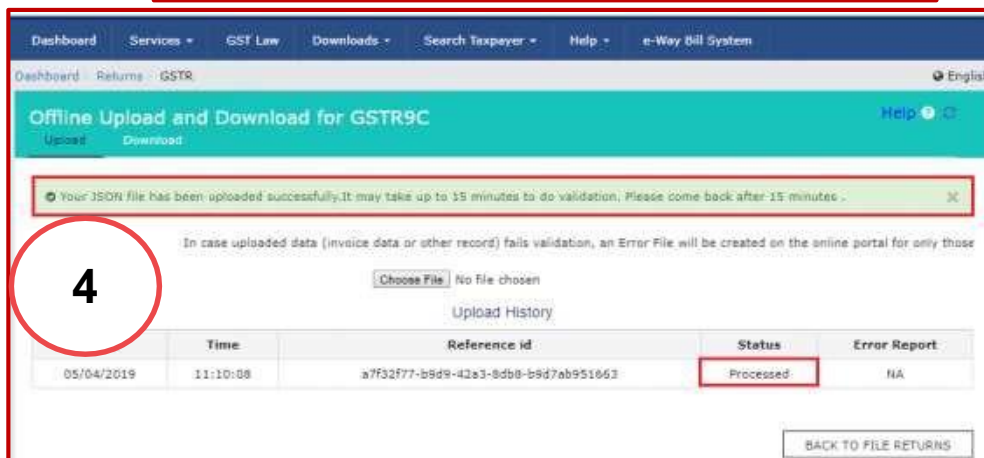 Dashboard Services GST Law Downloads Search Taxpayer Help e-Way Bill System
Dashboard Returns GSTR English
Offline Upload and Download for GSTR9C Help
Upload Download
Your JSON file has been uploaded successfully.It may take up to 15 minutes to do validation. Please come back after 15 minutes .
In case uploaded data (invoice data or other record) fails validation, an Error File will be created on the online portal for only those
4
Choose File No file chosen
Upload History
Time Reference id Status Error Report
05/04/2019 11:10:08 a7f32f77-b9d9-42a3-8db8-b9d7ab951663 Processed NA
BACK TO FILE RETURNS